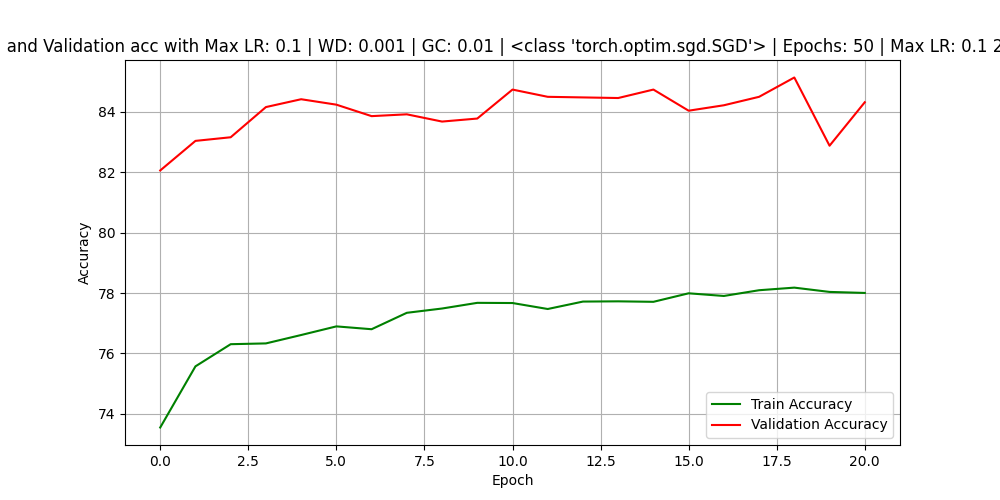 and Validation acc with Max LR: 0.1 | WD: 0.001 | GC: 0.01 | <class 'torch.optim.sgd.SGD'> | Epochs: 50 | Max LR: 0.1 2
84
82
80
78
76
74
Accuracy
0.0 2.5 5.0 7.5 10.0 12.5 15.0 17.5 20.0
Epoch
Train Accuracy
Validation Accuracy